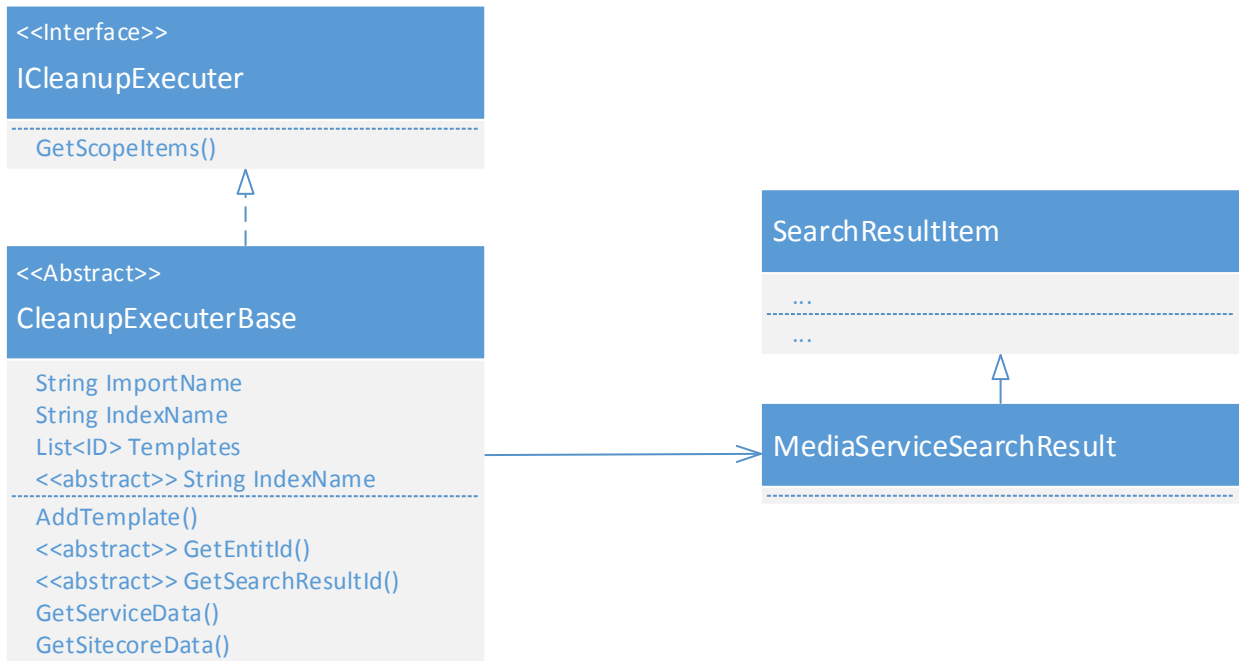 <<Interface>>
ICleanupExecuter
GetScopeItems()
<<Abstract>>
CleanupExecuterBase
String ImportName
String IndexName
List<ID> Templates
<<abstract>> String IndexName
AddTemplate()
<<abstract>> GetEntitId()
<<abstract>> GetSearchResultId()
GetServiceData()
GetSitecoreData()
SearchResultItem
...
...
MediaServiceSearchResult